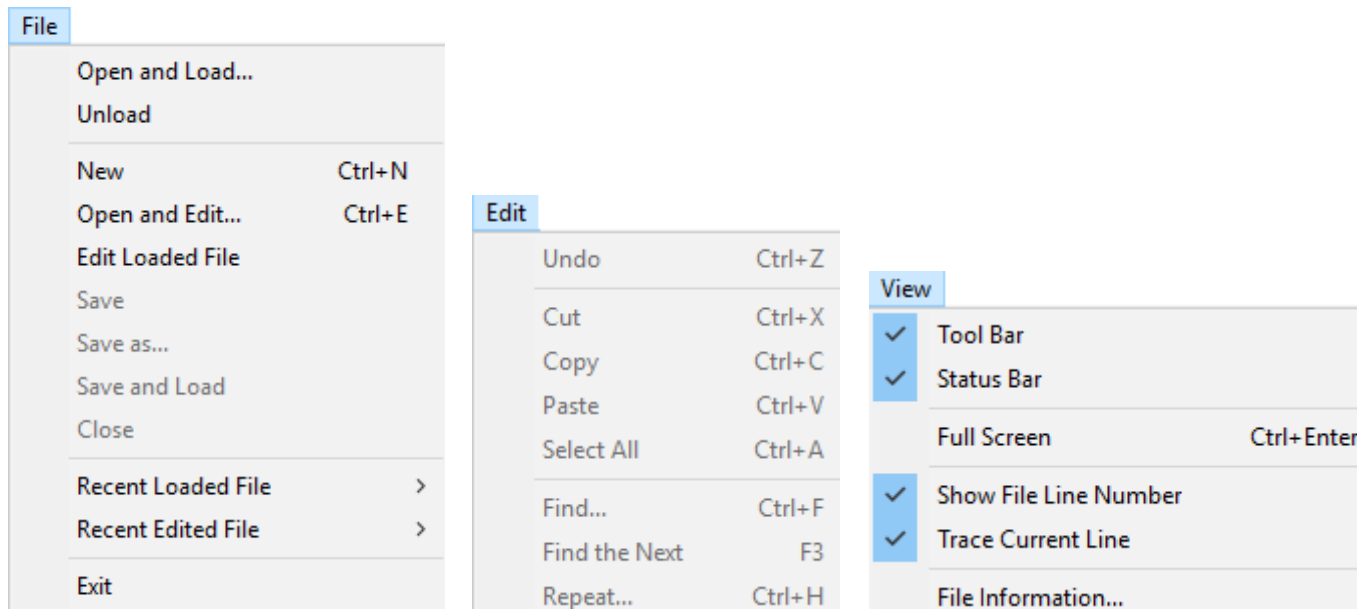 File
Open and Load...
Unload
New Ctrl+N
Open and Edit... Ctrl+E
Edit Loaded File
Save
Save as...
Save and Load
Close
Recent Loaded File >
Recent Edited File >
Exit
Edit
Undo Ctrl+Z
Cut Ctrl+X
Copy Ctrl+C
Paste Ctrl+V
Select All Ctrl+A
Find... Ctrl+F
Find the Next F3
Repeat... Ctrl+H
View
Tool Bar
Status Bar
Full Screen Ctrl+Enter
Show File Line Number
Trace Current Line
File Information...